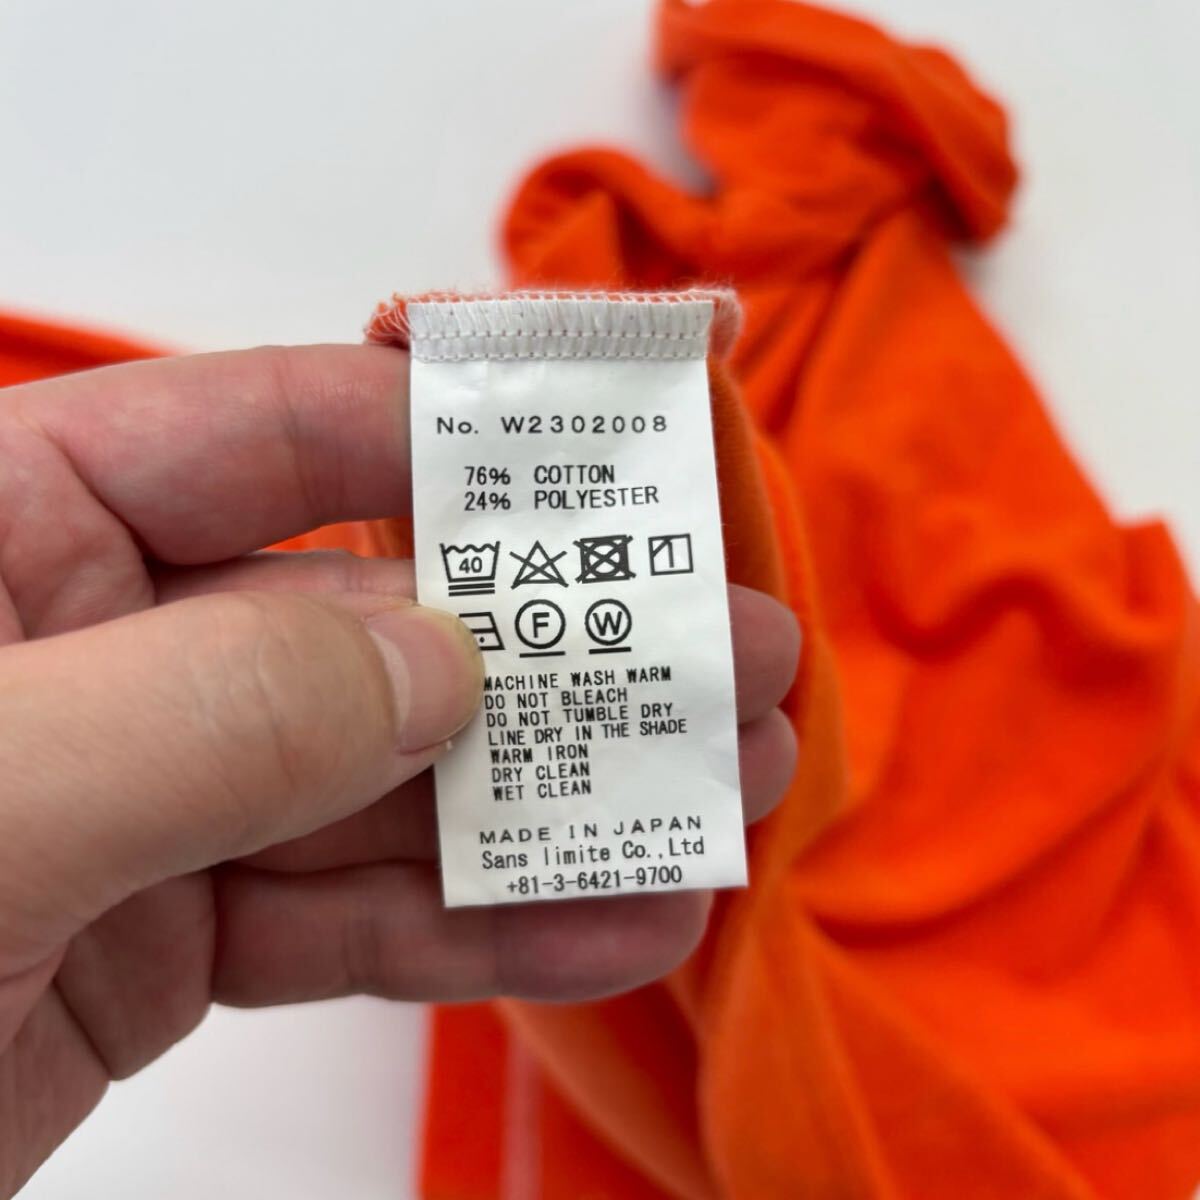 No. W2302008
76% COTTON
24% POLYESTER
40
F W
MACHINE WASH WARM
DO NOT BLEACH
DO NOT TUMBLE DRY
LINE DRY IN THE SHADE
WARM IRON
DRY CLEAN
WET CLEAN
MADE IN JAPAN
Sans limite Co.,Ltd
+81-3-6421-9700